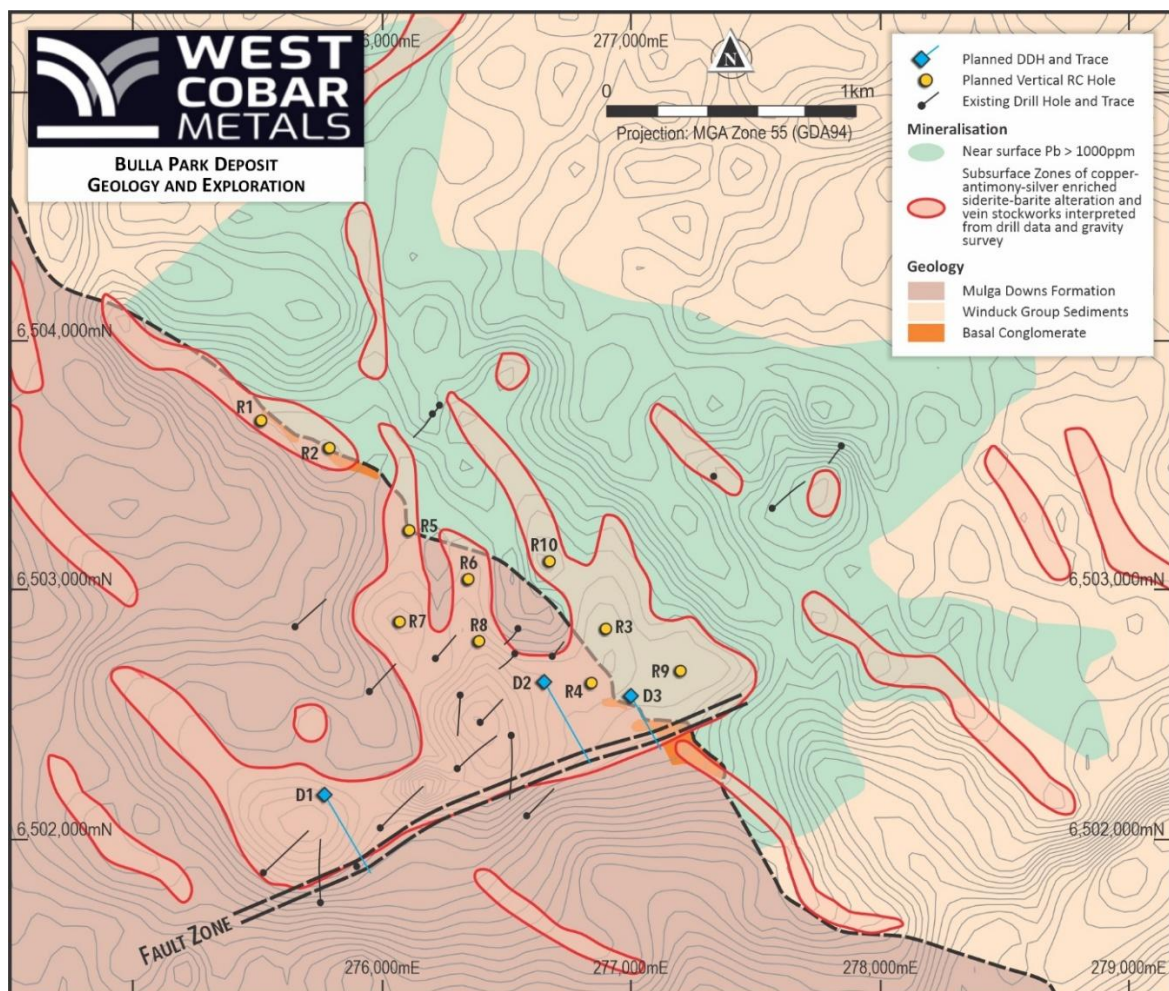 WEST
COBAR
METALS
BULLA PARK DEPOSIT
GEOLOGY AND EXPLORATION
6,000mE
277,000mE
N
0 1km
Projection: MGA Zone 55 (GDA94)
Planned DDH and Trace
Planned Vertical RC Hole
Existing Drill Hole and Trace
Mineralisation
Near surface Pb > 1000ppm
Subsurface Zones of copper-
antimony-silver enriched
siderite-barite alteration and
vein stockworks interpreted
from drill data and gravity
survey
Geology
Mulga Downs Formation
Winduck Group Sediments
Basal Conglomerate
6,504,000mN
R1
R2
R5
R10
R6
6,503,000mN 6,503,000mN
R7
R8
R3
R9
D2
R4
D3
D1
6,502,000mN 6,502,000mN
FAULT ZONE
276,000mE 277,000mE 278,000mE 279,000mE